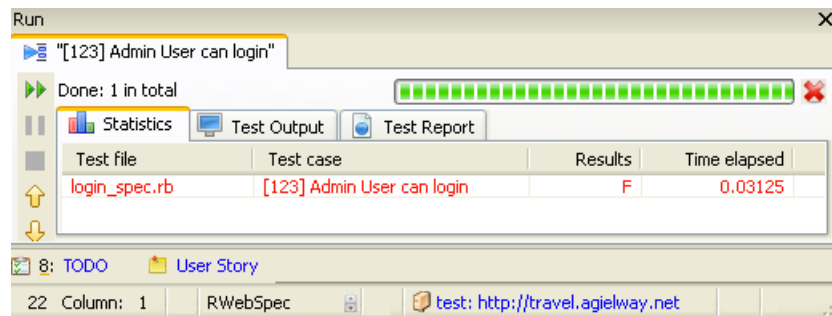 Run
"[123] Admin User can login"
Done: 1 in total
Statistics Test Output Test Report
Test file Test case Results Time elapsed
login_spec.rb [123] Admin User can login F 0.03125
8: TODO User Story
22 Column: 1 RWebSpec test: http://travel.agielway.net